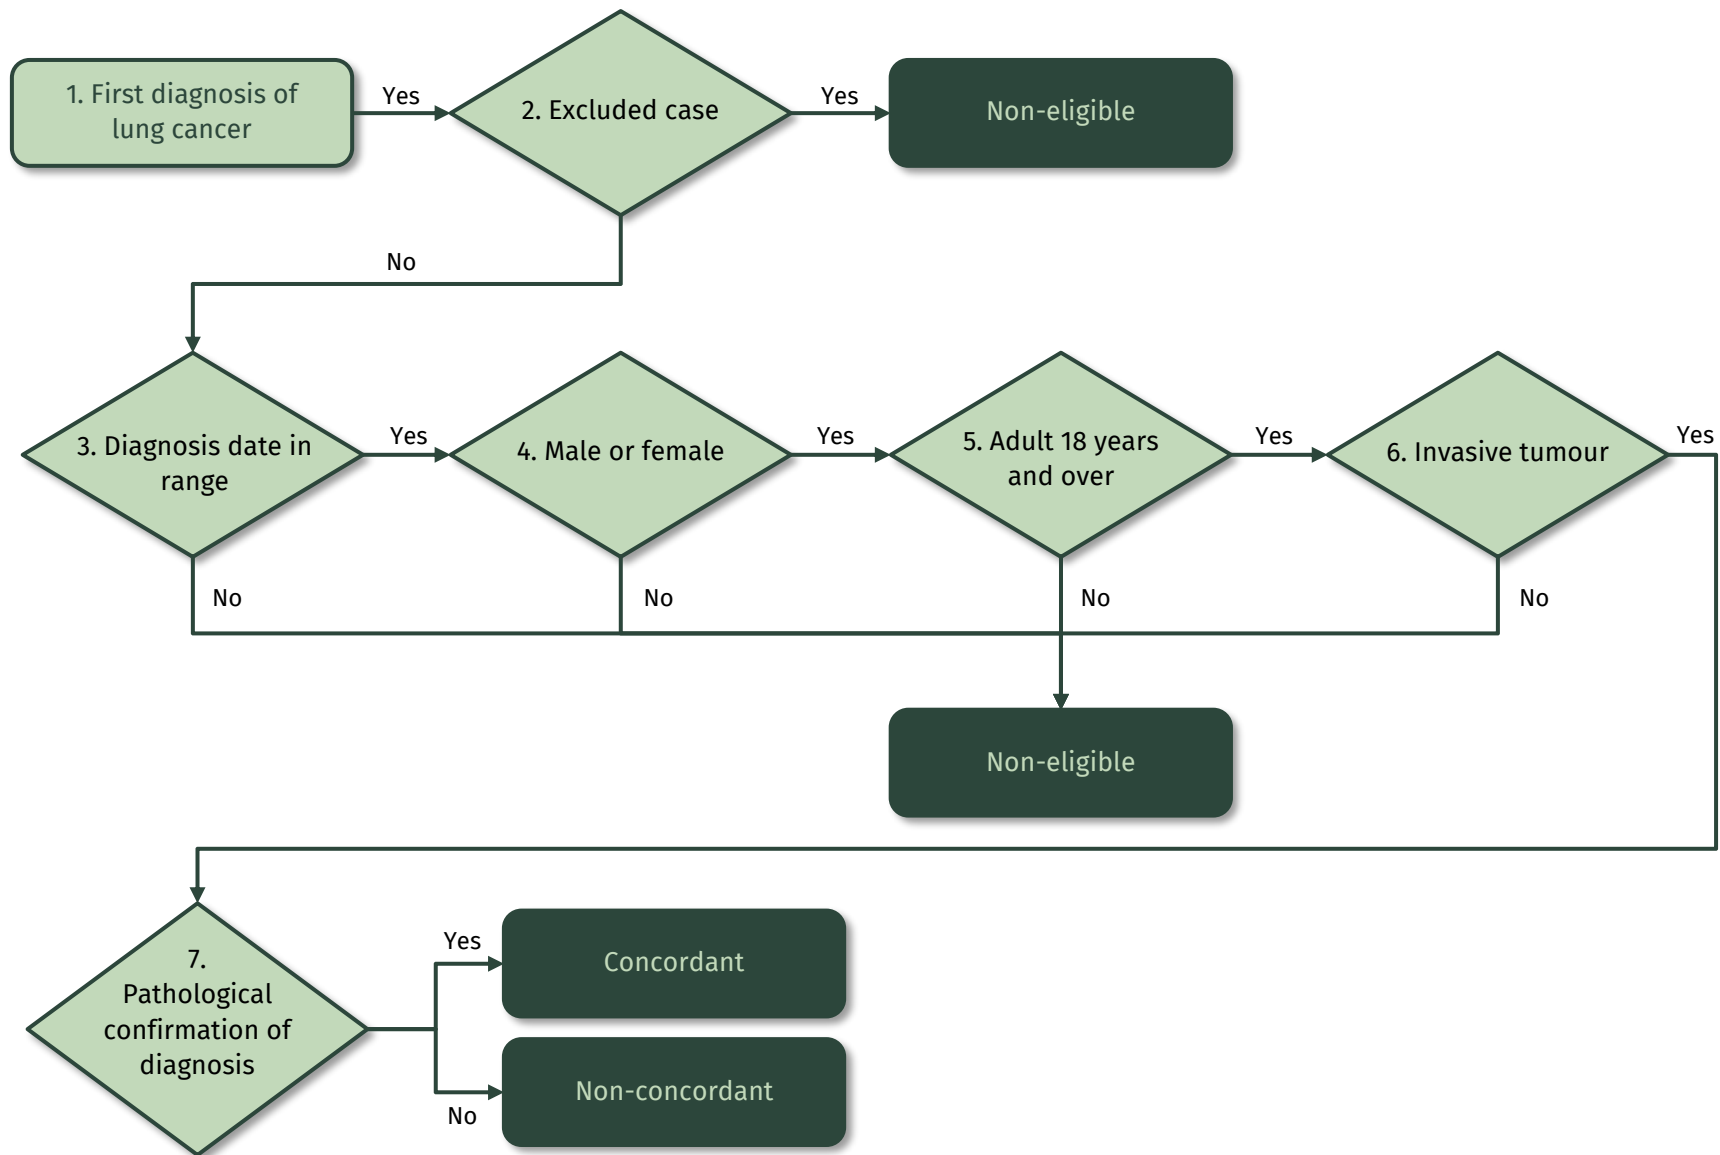 1. First diagnosis of
lung cancer
Yes
2. Excluded case
Yes
Non-eligible
No
3. Diagnosis date in
range
Yes
4. Male or female
Yes
5. Adult 18 years
and over
Yes
6. Invasive tumour
Yes
No
No
No
No
Non-eligible
7.
Pathological
confirmation of
diagnosis
Yes
Concordant
No
Non-concordant